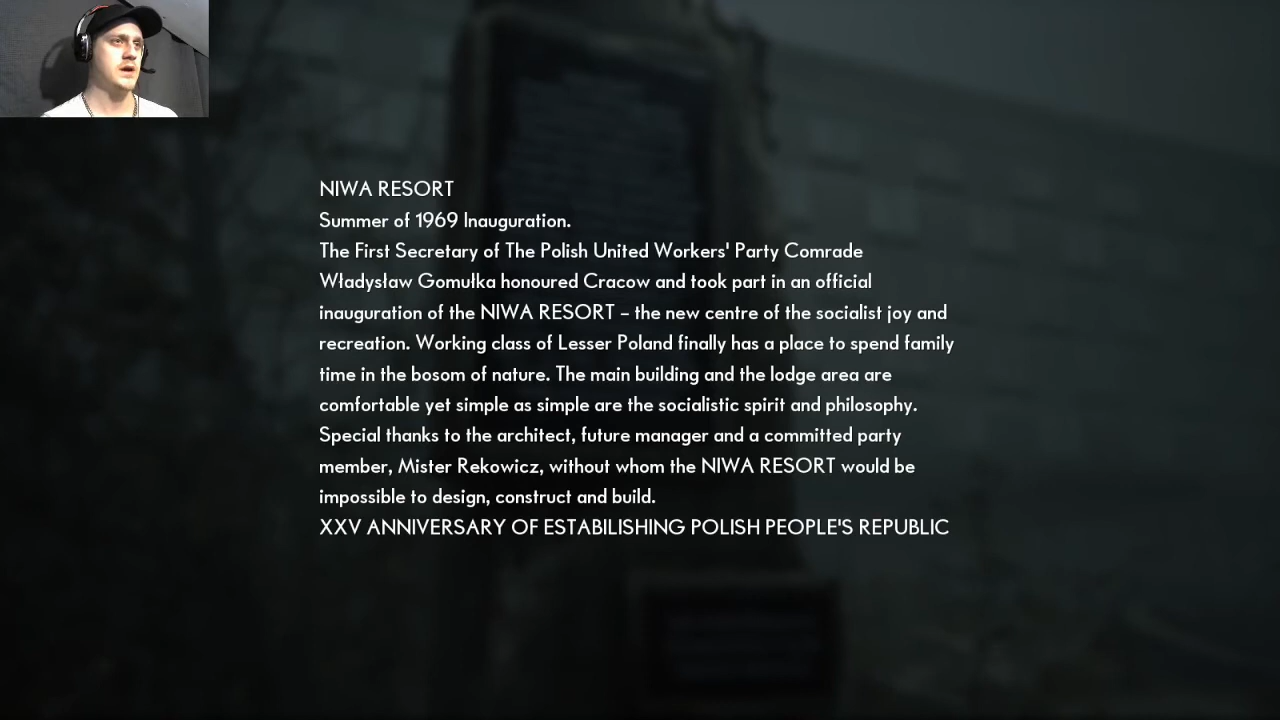 NIWA RESORT
Summer of 1969 Inauguration.
The First Secretary of The Polish United Workers' Party Comrade
Władysław Gomułka honoured Cracow and took part in an official
inauguration of the NIWA RESORT – the new centre of the socialist joy and
recreation. Working class of Lesser Poland finally has a place to spend family
time in the bosom of nature. The main building and the lodge area are
comfortable yet simple as simple are the socialistic spirit and philosophy.
Special thanks to the architect, future manager and a committed party
member, Mister Rekowicz, without whom the NIWA RESORT would be
impossible to design, construct and build.
XXV ANNIVERSARY OF ESTABILISHING POLISH PEOPLE'S REPUBLIC